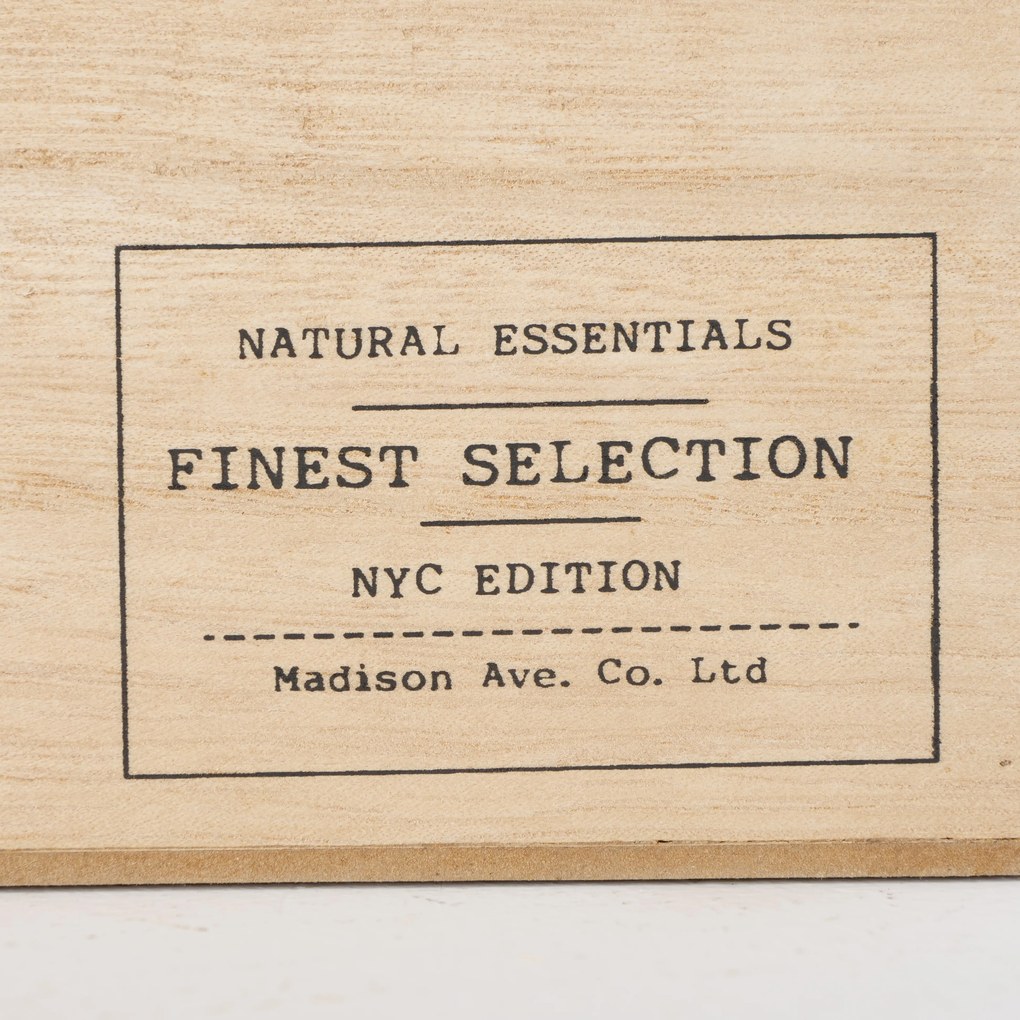 NATURAL ESSENTIALS
FINEST SELECTION
NYC EDITION
Madison Ave. Co. Ltd